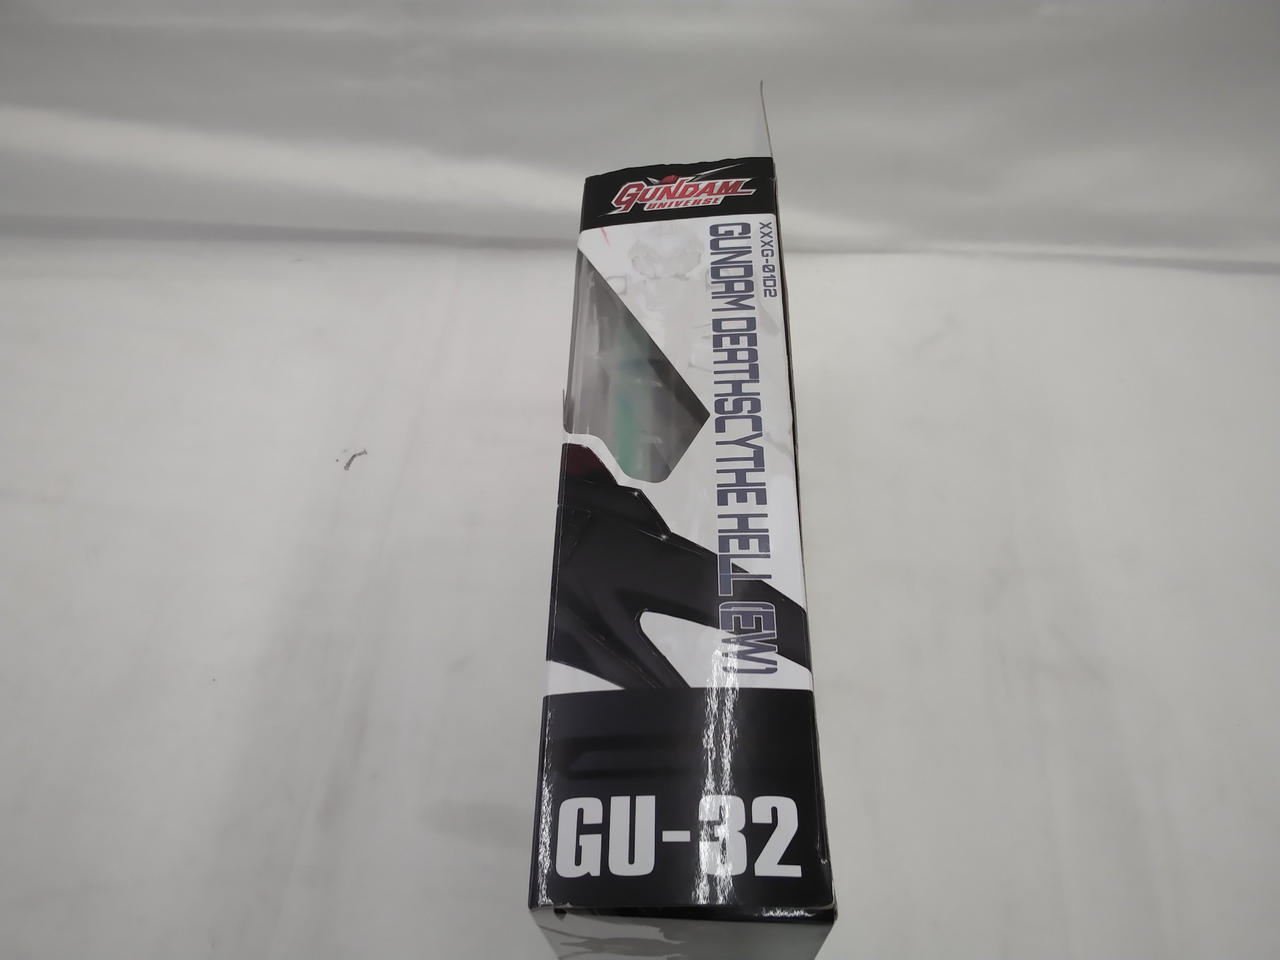 GUNDAM
UNIVERSE
XXXG-01D2
GUNDAM DEATHSCYTHE HELL (EW)
GU-32